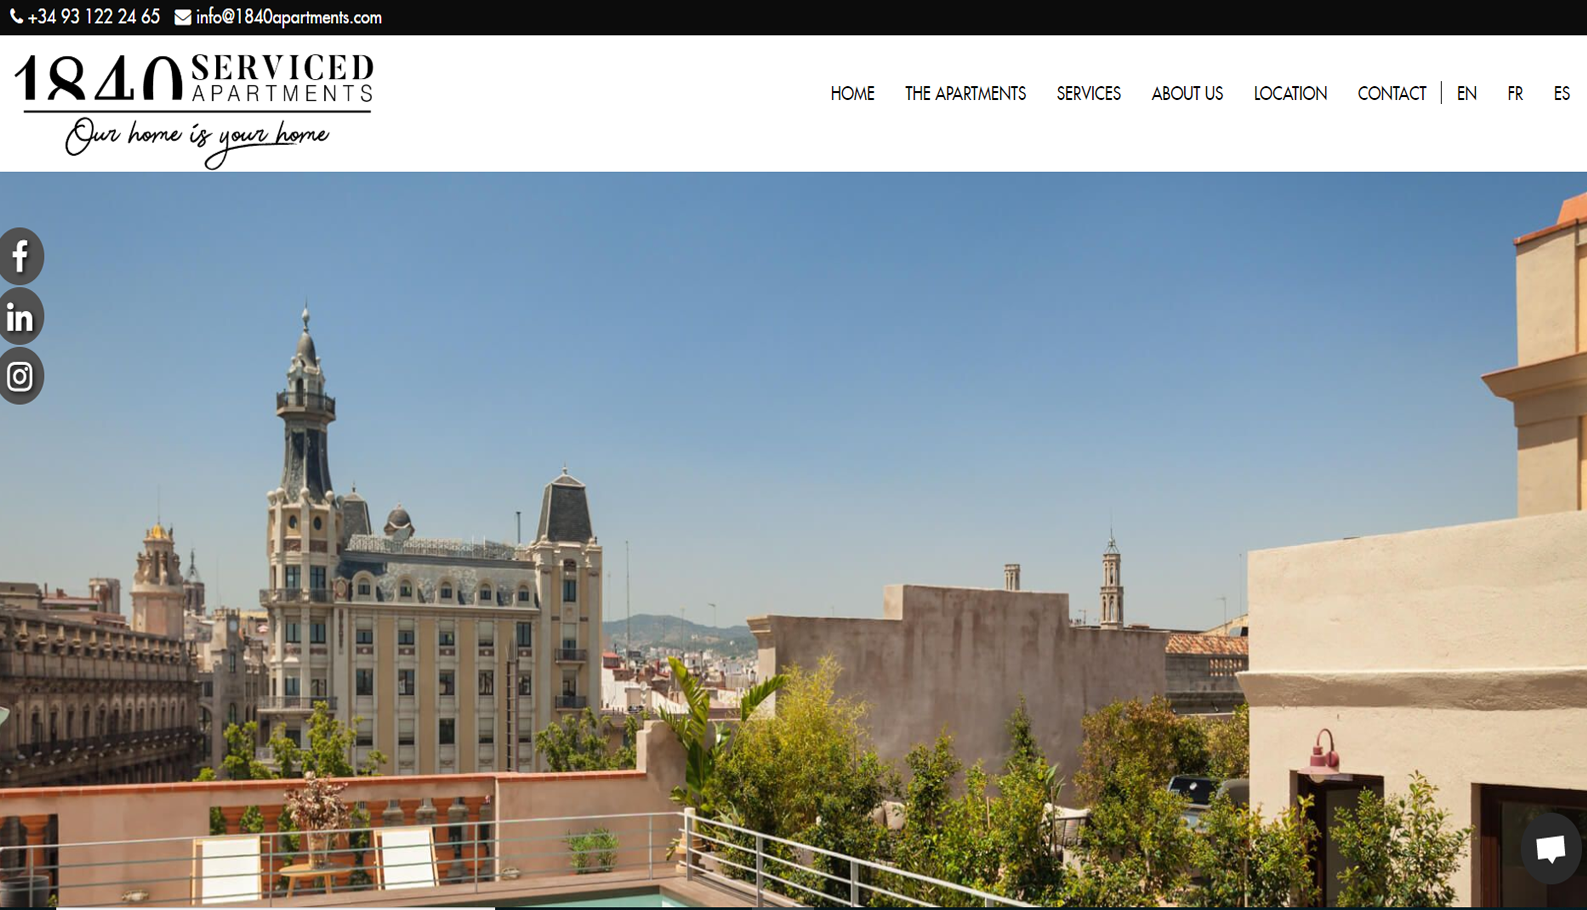 +34 93 122 24 65 info@1840apartments.com
1840 SERVICED
APARTMENTS
Our home is your home
HOME THE APARTMENTS SERVICES ABOUT US LOCATION CONTACT EN FR ES
f
in